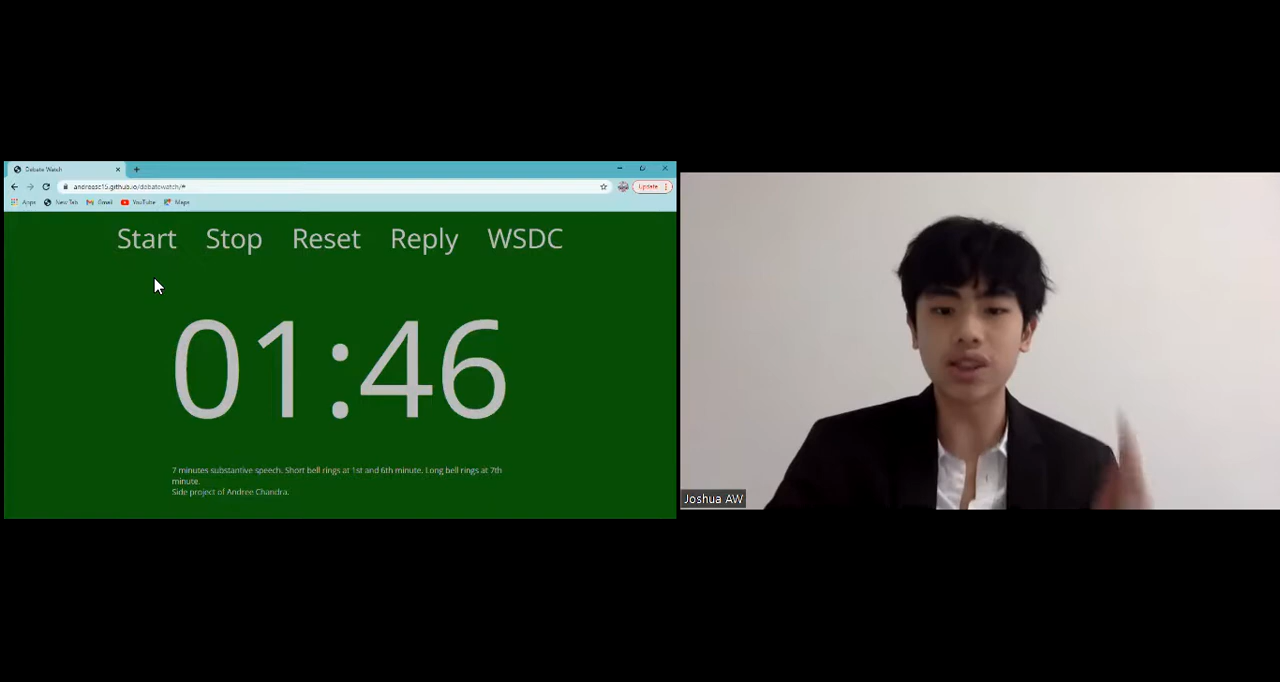 Debate Watch
andreesc15.github.io/debatewatch/#
Update
Apps New Tab Gmail YouTube Maps
Start Stop Reset Reply WSDC
01:46
7 minutes substantive speech. Short bell rings at 1st and 6th minute. Long bell rings at 7th
minute.
Side project of Andree Chandra.
Joshua AW